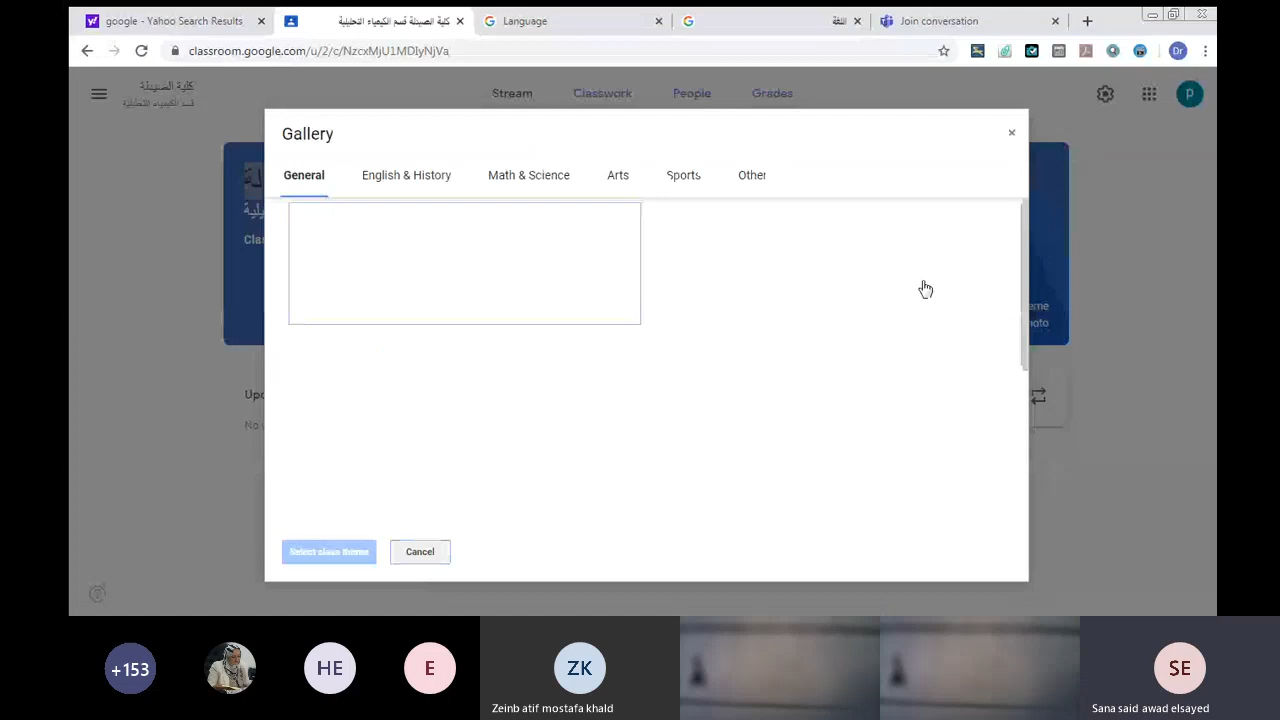 google - Yahoo Search Results
كلية الصيدلة قسم الكيمياء التحليلية
Language
اللغة
Join conversation
classroom.google.com/u/2/c/NzcxMjU1MDIyNjVa
Dr
كلية الصيدلة
قسم الكيمياء التحليلية
Stream
Classwork
People
Grades
p
Gallery
General
English & History
Math & Science
Arts
Sports
Other
Select class theme
Cancel
+153
HE
E
ZK
SE
Zeinb atif mostafa khald
Sana said awad elsayed